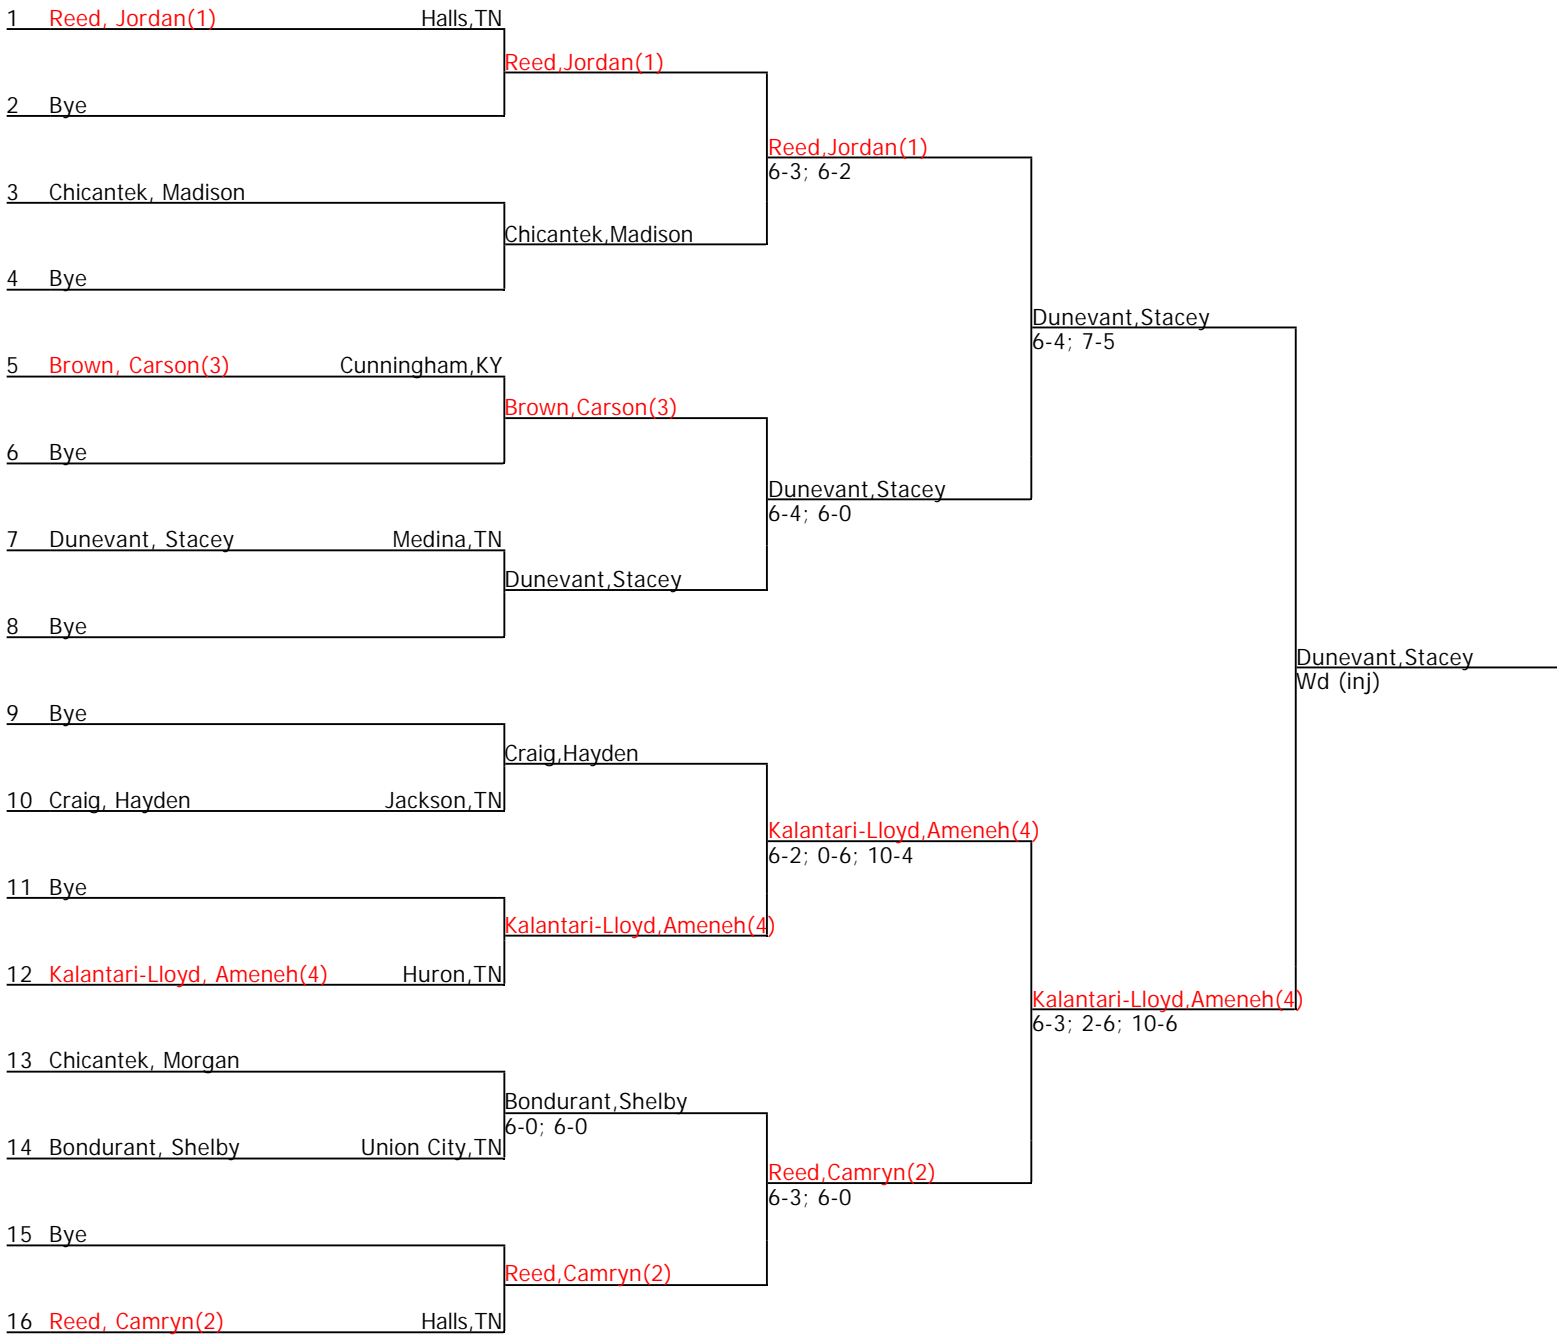 1 Reed, Jordan(1) Halls,TN
Reed,Jordan(1)
2 Bye
Reed,Jordan(1)
6-3; 6-2
3 Chicantek, Madison
Chicantek,Madison
4 Bye
Dunevant,Stacey
6-4; 7-5
5 Brown, Carson(3) Cunningham,KY
Brown,Carson(3)
6 Bye
Dunevant,Stacey
6-4; 6-0
7 Dunevant, Stacey Medina,TN
Dunevant,Stacey
8 Bye
Dunevant,Stacey
Wd (inj)
9 Bye
Craig,Hayden
10 Craig, Hayden Jackson,TN
Kalantari-Lloyd,Ameneh(4)
6-2; 0-6; 10-4
11 Bye
Kalantari-Lloyd,Ameneh(4)
12 Kalantari-Lloyd, Ameneh(4) Huron,TN
Kalantari-Lloyd,Ameneh(4)
6-3; 2-6; 10-6
13 Chicantek, Morgan
Bondurant,Shelby
6-0; 6-0
14 Bondurant, Shelby Union City,TN
Reed,Camryn(2)
6-3; 6-0
15 Bye
Reed,Camryn(2)
16 Reed, Camryn(2) Halls,TN